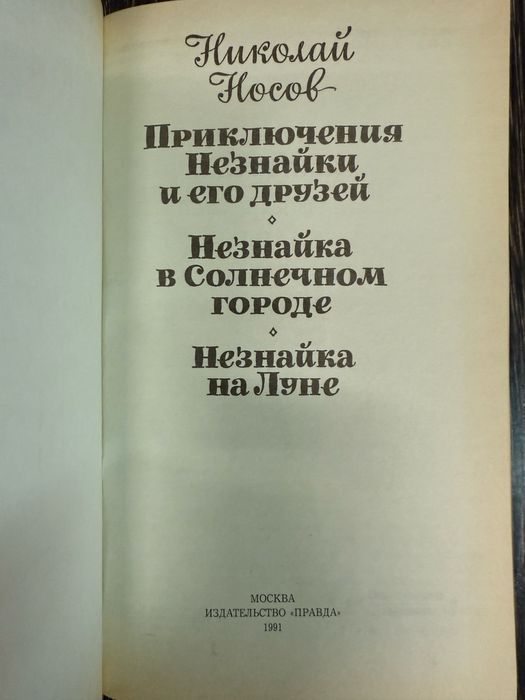 Николай
Носов
Приключения
Незнайки
и его друзей
Незнайка
в Солнечном
городе
Незнайка
на Луне
МОСКВА
ИЗДАТЕЛЬСТВО «ПРАВДА»
1991